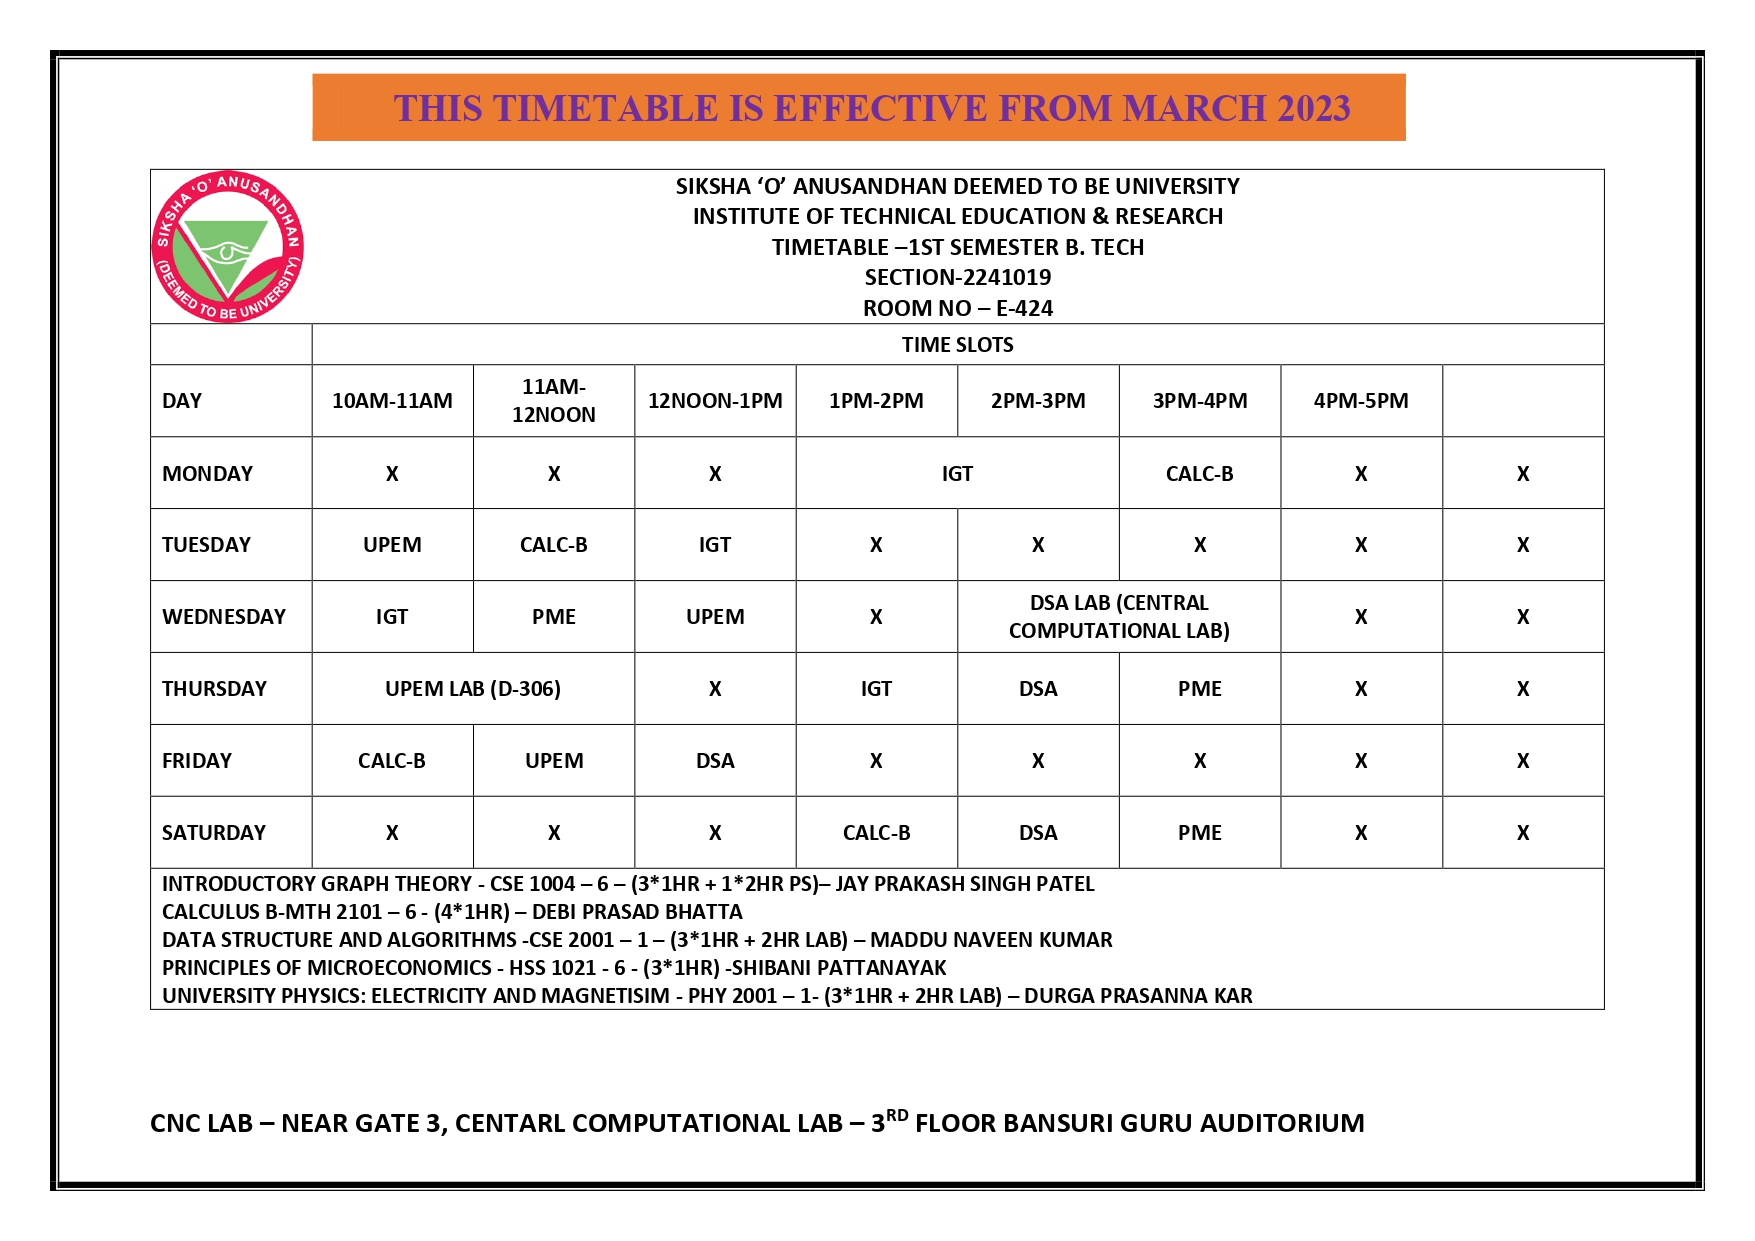 THIS TIMETABLE IS EFFECTIVE FROM MARCH 2023
SIKSHA 'O' ANUSANDHAN
(DEEMED TO BE UNIVERSITY)
SIKSHA ‘O’ ANUSANDHAN DEEMED TO BE UNIVERSITY
INSTITUTE OF TECHNICAL EDUCATION & RESEARCH
TIMETABLE –1ST SEMESTER B. TECH
SECTION-2241019
ROOM NO – E-424
TIME SLOTS
DAY 10AM-11AM 11AM-12NOON 12NOON-1PM 1PM-2PM 2PM-3PM 3PM-4PM 4PM-5PM
MONDAY X X X IGT CALC-B X X
TUESDAY UPEM CALC-B IGT X X X X X
WEDNESDAY IGT PME UPEM X DSA LAB (CENTRAL COMPUTATIONAL LAB) X X
THURSDAY UPEM LAB (D-306) X IGT DSA PME X X
FRIDAY CALC-B UPEM DSA X X X X X
SATURDAY X X X CALC-B DSA PME X X
INTRODUCTORY GRAPH THEORY - CSE 1004 – 6 – (3*1HR + 1*2HR PS)– JAY PRAKASH SINGH PATEL
CALCULUS B-MTH 2101 – 6 - (4*1HR) – DEBI PRASAD BHATTA
DATA STRUCTURE AND ALGORITHMS -CSE 2001 – 1 – (3*1HR + 2HR LAB) – MADDU NAVEEN KUMAR
PRINCIPLES OF MICROECONOMICS - HSS 1021 - 6 - (3*1HR) -SHIBANI PATTANAYAK
UNIVERSITY PHYSICS: ELECTRICITY AND MAGNETISIM - PHY 2001 – 1- (3*1HR + 2HR LAB) – DURGA PRASANNA KAR
CNC LAB – NEAR GATE 3, CENTARL COMPUTATIONAL LAB – 3RD FLOOR BANSURI GURU AUDITORIUM